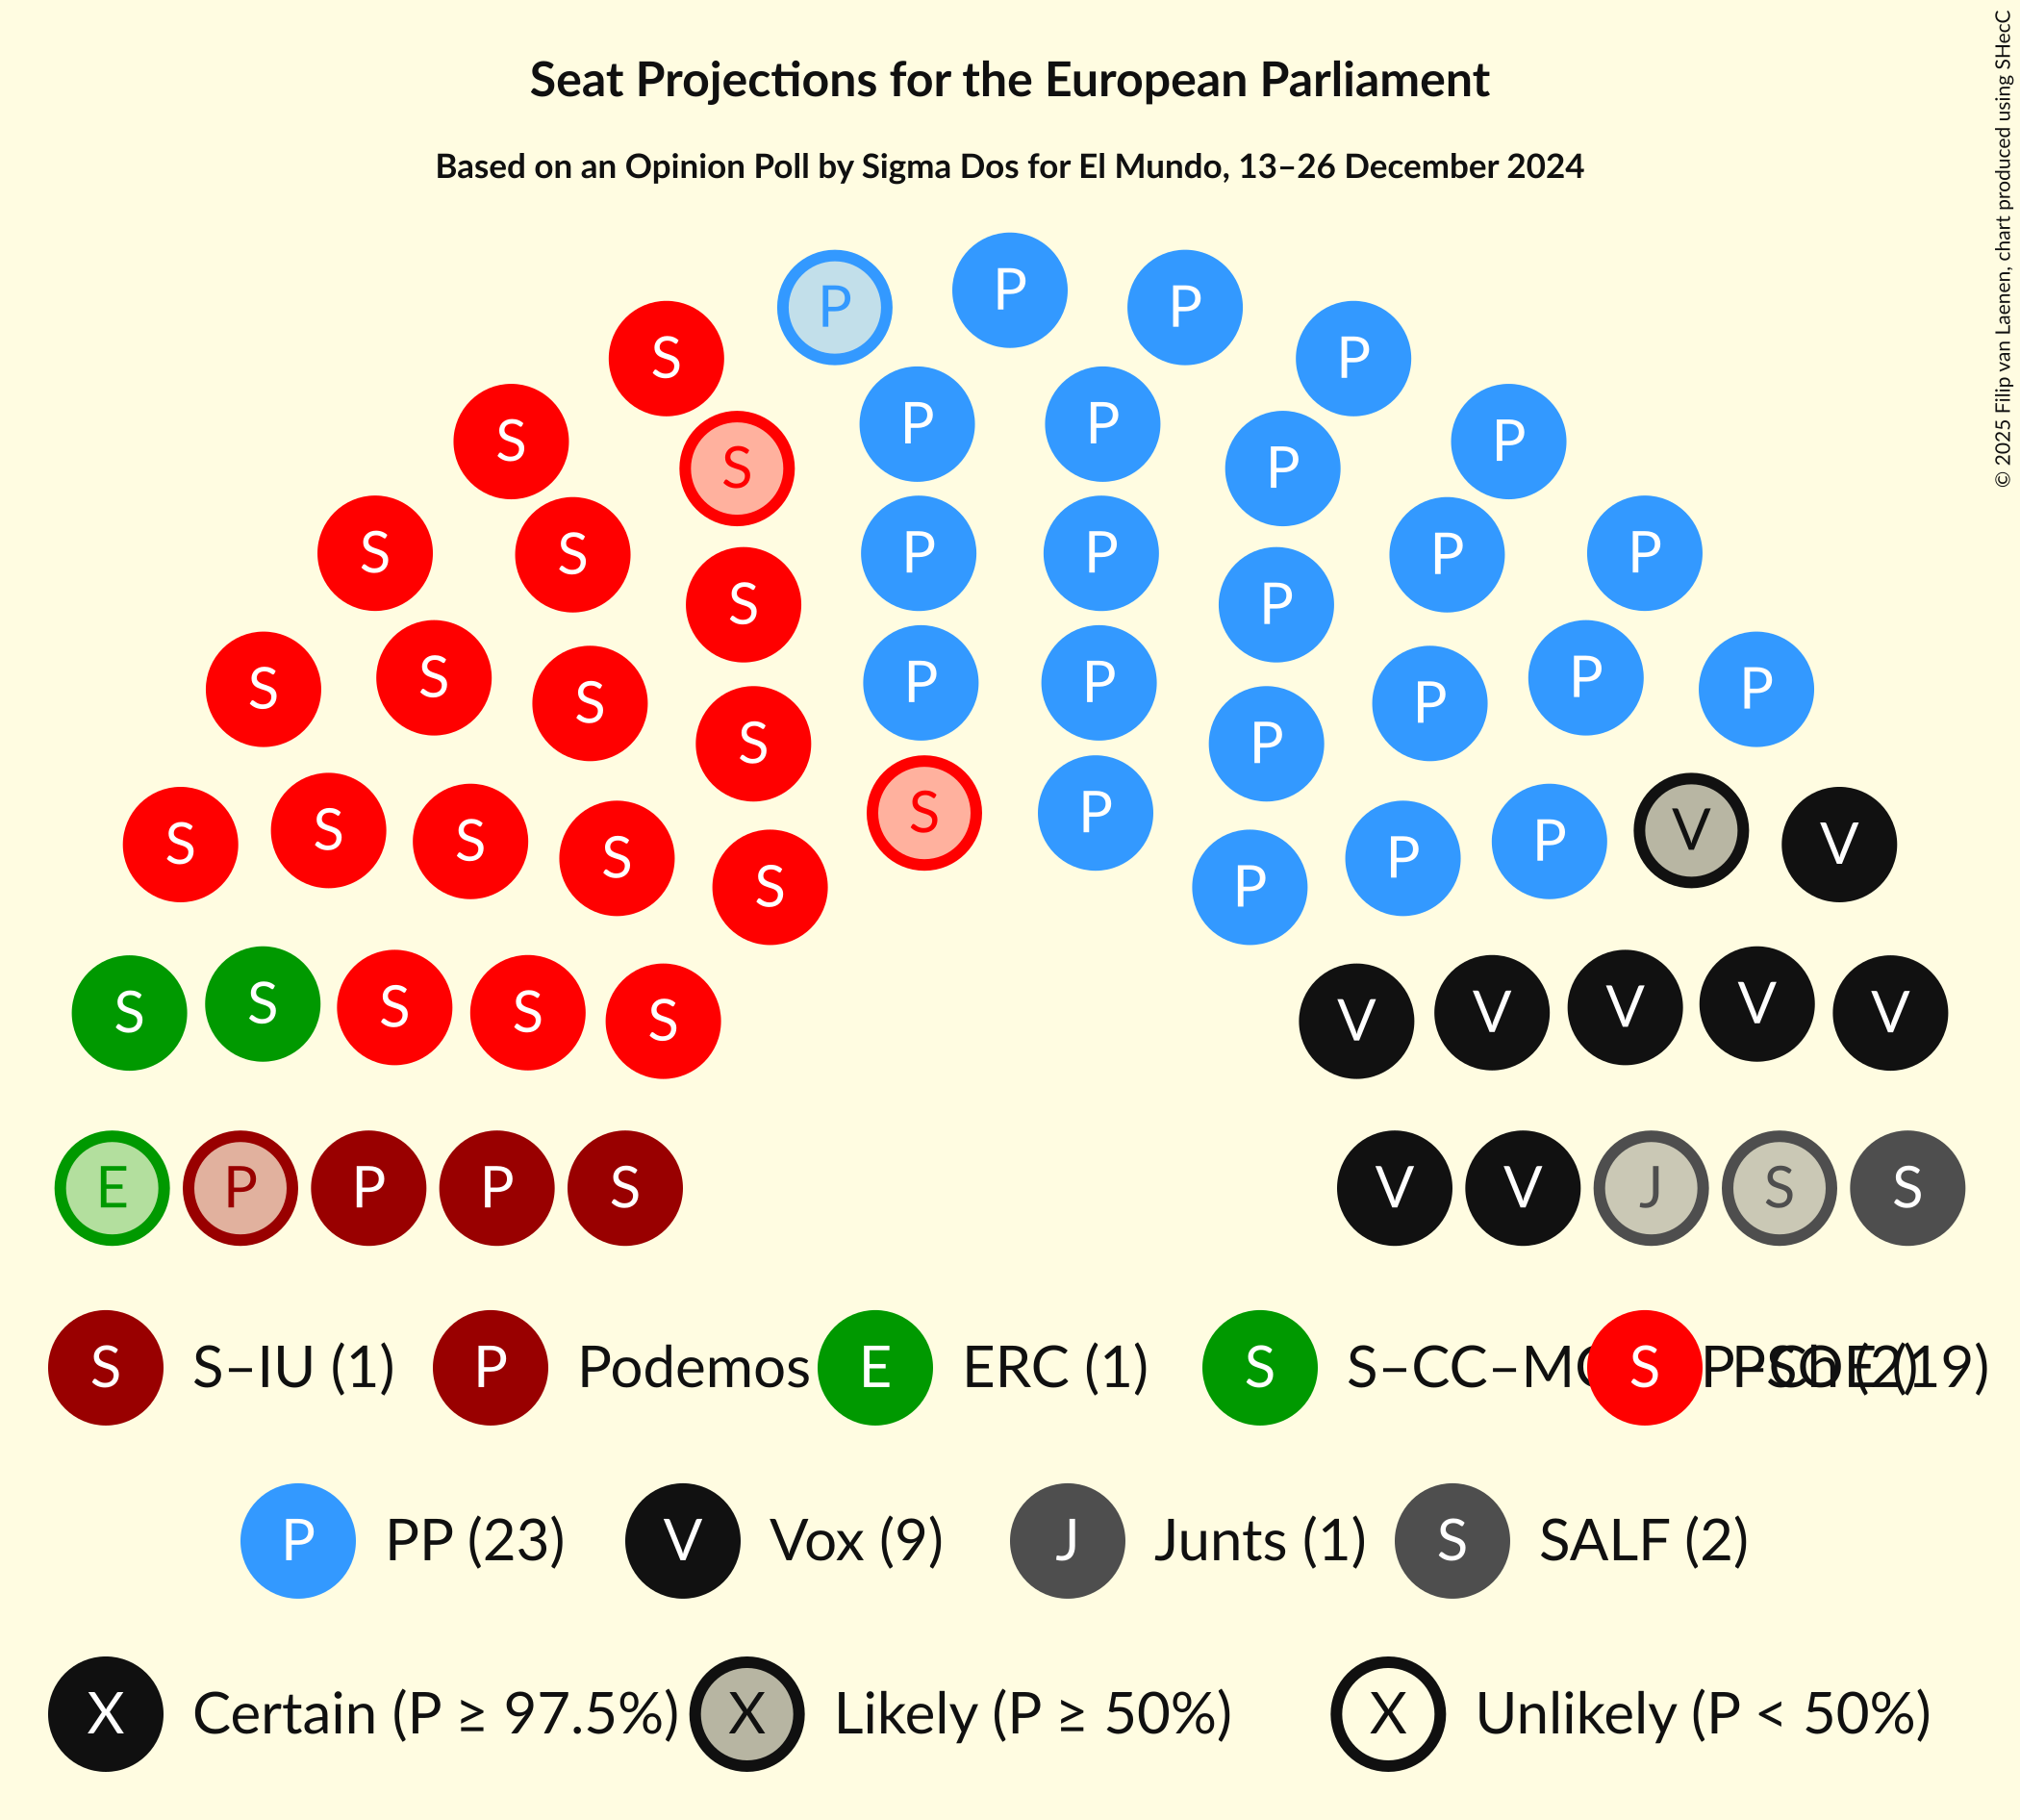 Seat Projections for the European Parliament
Based on an Opinion Poll by Sigma Dos for El Mundo, 13–26 December 2024
© 2025 Filip van Laenen, chart produced using SHecC
P P P
S P
S S P P P P
S S P P P P
S P
S S S P P P P P
S P
S S S S S P P P V V
S P
S S S S S V V V V V
E P P P S V V J S S
S S–IU (1) P Podemos E ERC (1) S S–CC–M S PSOE (19)
P PP (23) V Vox (9) J Junts (1) S SALF (2)
X Certain (P ≥ 97.5%) X Likely (P ≥ 50%) X Unlikely (P < 50%)